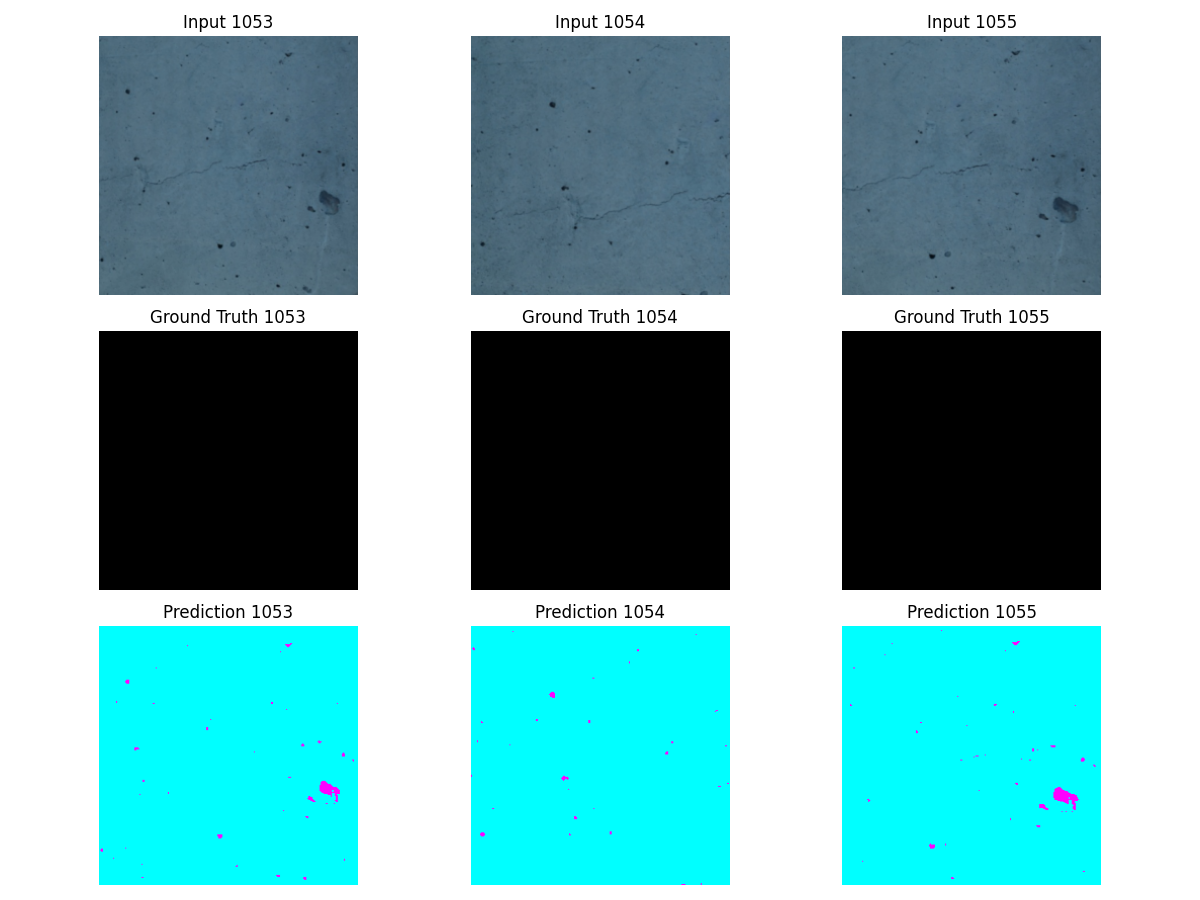 Input 1053
Input 1054
Input 1055
Ground Truth 1053
Ground Truth 1054
Ground Truth 1055
Prediction 1053
Prediction 1054
Prediction 1055